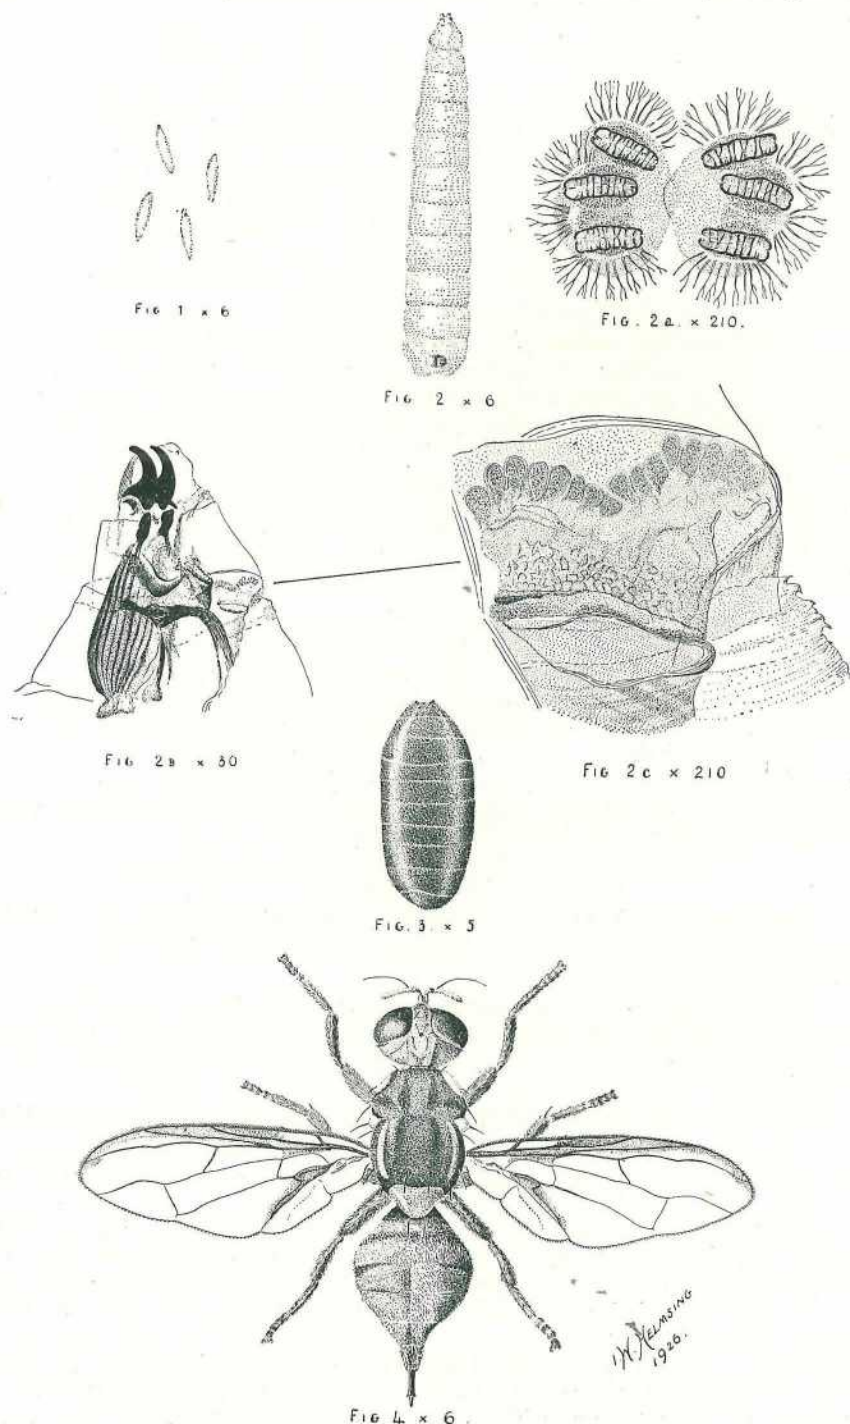 FIG 1 × 6
FIG 2 × 6
FIG. 2a. × 210.
FIG 2B × 30
FIG 2c × 210
FIG. 3. × 5
I.W. HELMSING
1926.
FIG 4 × 6.